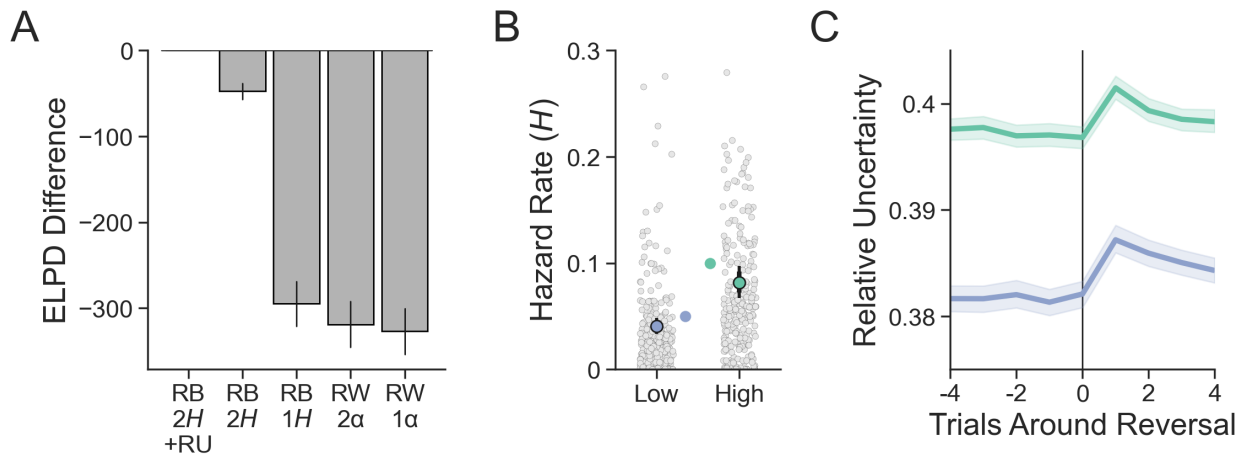 A
ELPD Difference
0
−100
−200
−300
RB 2H +RU
RB 2H
RB 1H
RW 2α
RW 1α
B
Hazard Rate (H)
0.3
0.2
0.1
0
Low
High
C
Relative Uncertainty
0.4
0.39
0.38
-4
-2
0
2
4
Trials Around Reversal